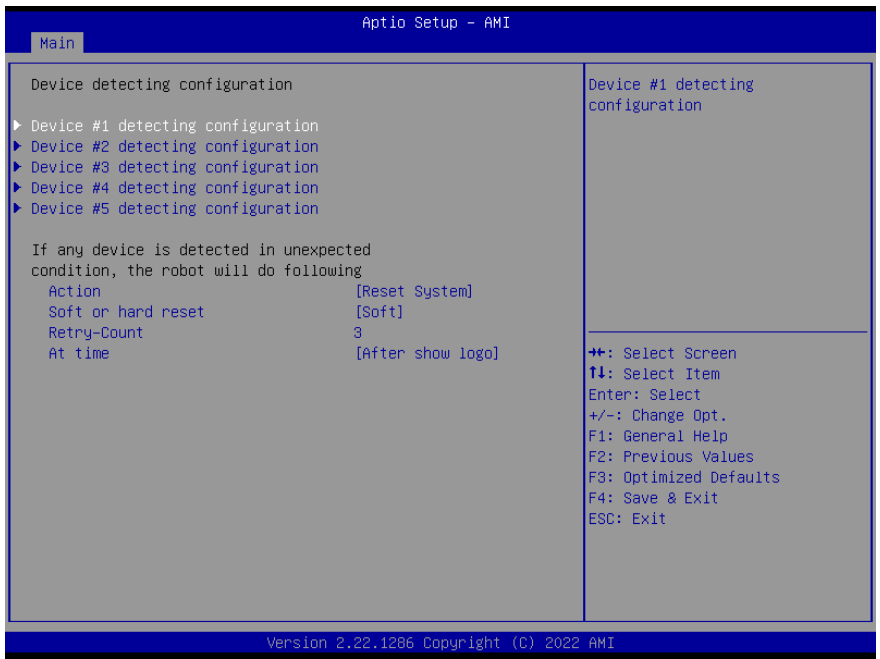 Aptio Setup – AMI
Main
Device detecting configuration
▶ Device #1 detecting configuration
▶ Device #2 detecting configuration
▶ Device #3 detecting configuration
▶ Device #4 detecting configuration
▶ Device #5 detecting configuration
If any device is detected in unexpected
condition, the robot will do following
Action [Reset System]
Soft or hard reset [Soft]
Retry-Count 3
At time [After show logo]
Device #1 detecting
configuration
→←: Select Screen
↑↓: Select Item
Enter: Select
+/-: Change Opt.
F1: General Help
F2: Previous Values
F3: Optimized Defaults
F4: Save & Exit
ESC: Exit
Version 2.22.1286 Copyright (C) 2022 AMI